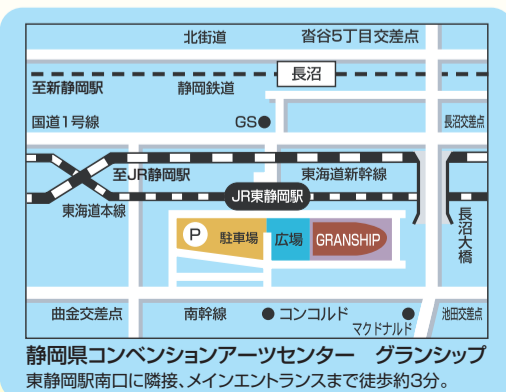 北街道 沓谷5丁目交差点
長沼
至新静岡駅 静岡鉄道
国道1号線 GS 長沼交差点
至JR静岡駅 東海道新幹線
JR東静岡駅
東海道本線
長沼大橋
P 駐車場 広場 GRANSHIP
曲金交差点 南幹線 コンコルド 池田交差点
マクドナルド
静岡県コンベンションアーツセンター グランシップ
東静岡駅南口に隣接、メインエントランスまで徒歩約3分。